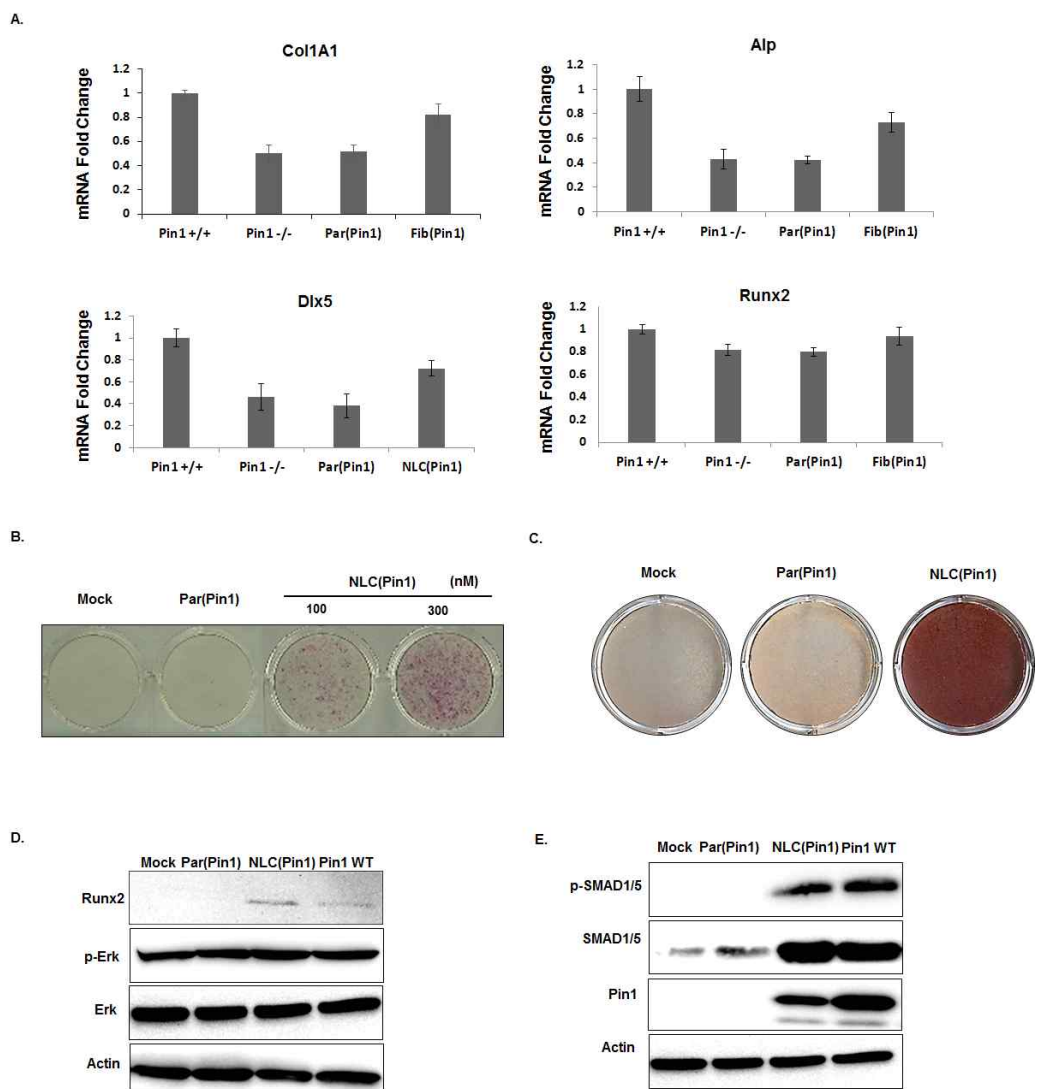 A.
Col1A1
mRNA Fold Change
1.2
1
0.8
0.6
0.4
0.2
0
Pin1 +/+ Pin1 -/- Par(Pin1) Fib(Pin1)
Alp
mRNA Fold Change
1.2
1
0.8
0.6
0.4
0.2
0
Pin1 +/+ Pin1 -/- Par(Pin1) Fib(Pin1)
Dlx5
mRNA Fold Change
1.2
1
0.8
0.6
0.4
0.2
0
Pin1 +/+ Pin1 -/- Par(Pin1) NLC(Pin1)
Runx2
mRNA Fold Change
1.2
1
0.8
0.6
0.4
0.2
0
Pin1 +/+ Pin1 -/- Par(Pin1) Fib(Pin1)
B.
Mock Par(Pin1) NLC(Pin1) (nM)
100 300
C.
Mock Par(Pin1) NLC(Pin1)
D.
Mock Par(Pin1) NLC(Pin1) Pin1 WT
Runx2
p-Erk
Erk
Actin
E.
Mock Par(Pin1) NLC(Pin1) Pin1 WT
p-SMAD1/5
SMAD1/5
Pin1
Actin